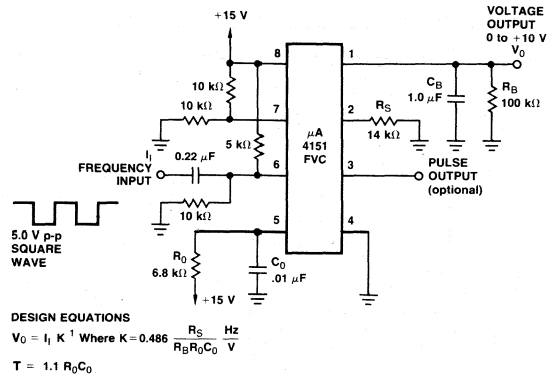 +15 V
VOLTAGE
OUTPUT
0 to +10 V
V0
8
1
10 kΩ
CB
1.0 μF
RB
100 kΩ
10 kΩ
7
2
RS
14 kΩ
μA
4151
FVC
5 kΩ
II
FREQUENCY
INPUT
0.22 μF
6
3
PULSE
OUTPUT
(optional)
10 kΩ
5
4
5.0 V p-p
SQUARE
WAVE
R0
6.8 kΩ
C0
.01 μF
+15 V
DESIGN EQUATIONS
V0 = II K 1 Where K = 0.486 RS / RBR0C0 Hz / V
T = 1.1 R0C0